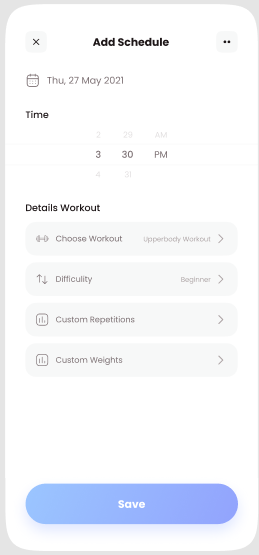 Add Schedule
Thu, 27 May 2021
Time
2 29 AM
3 30 PM
4 31
Details Workout
Choose Workout Upperbody Workout
Difficulity Beginner
Custom Repetitions
Custom Weights
Save